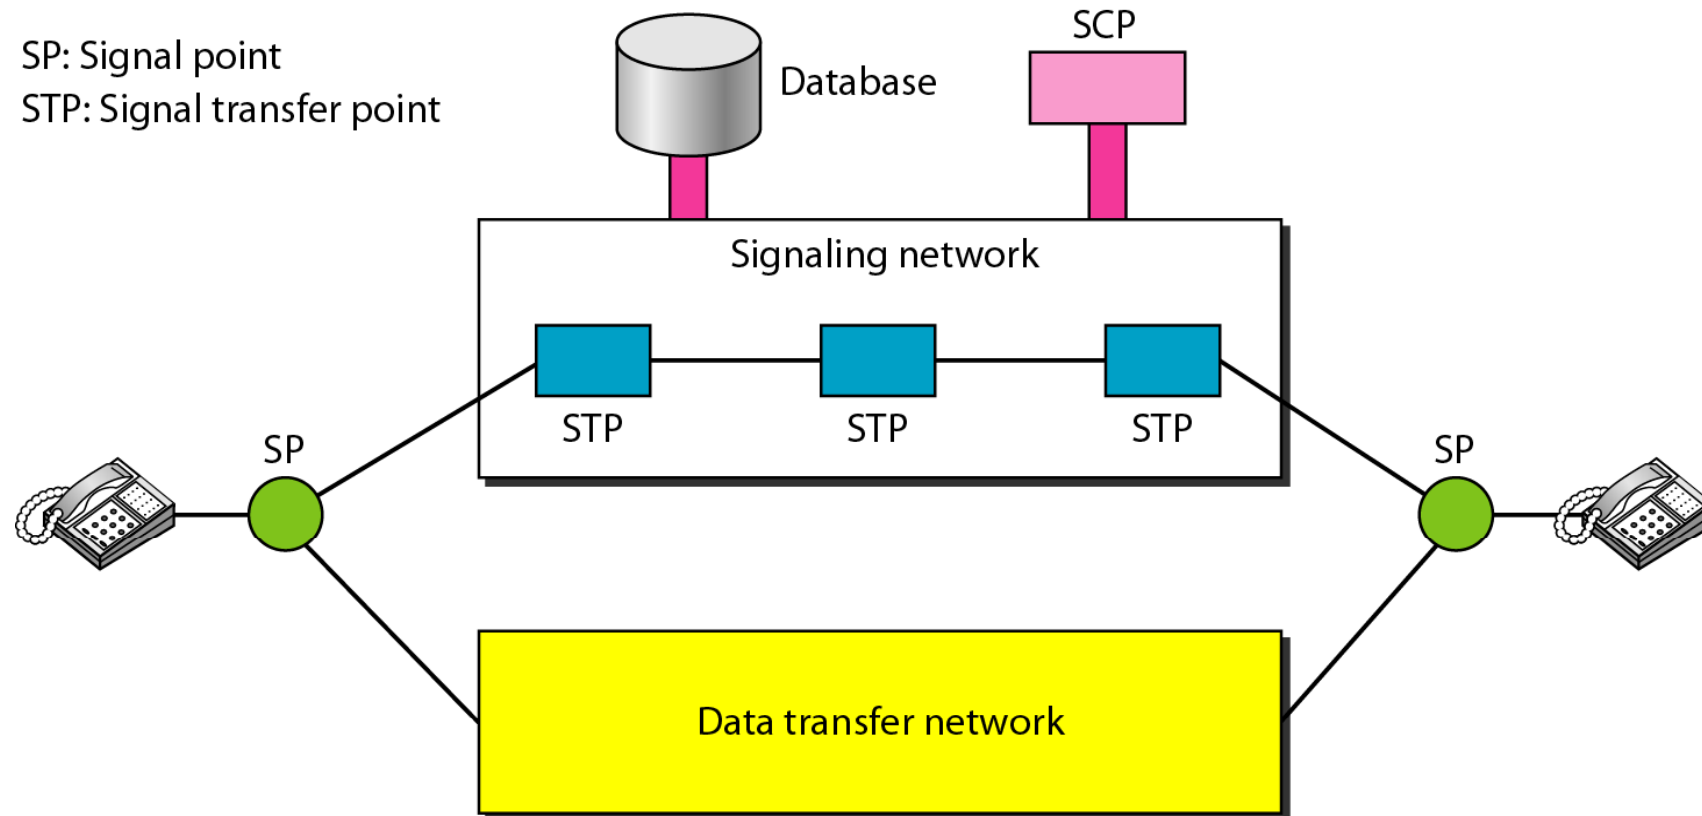 SP: Signal point
STP: Signal transfer point
Database
SCP
Signaling network
STP
STP
STP
SP
SP
Data transfer network